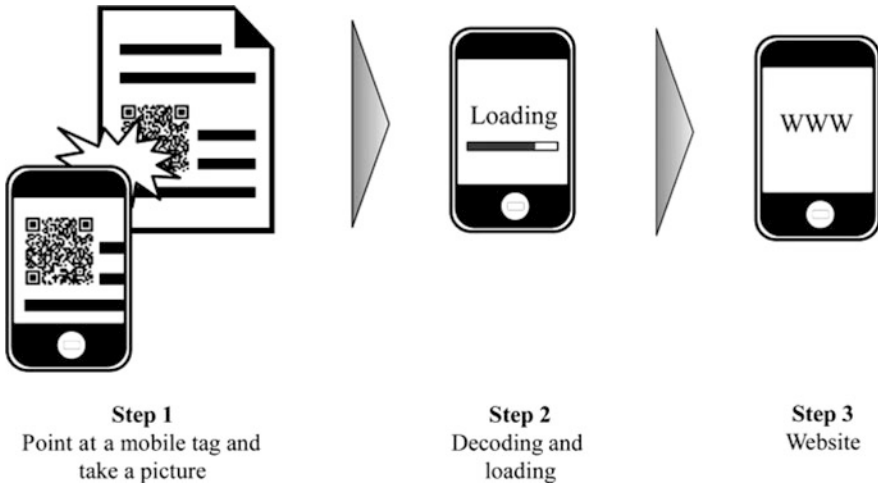 Loading
www
Step 1
Point at a mobile tag and
take a picture
Step 2
Decoding and
loading
Step 3
Website